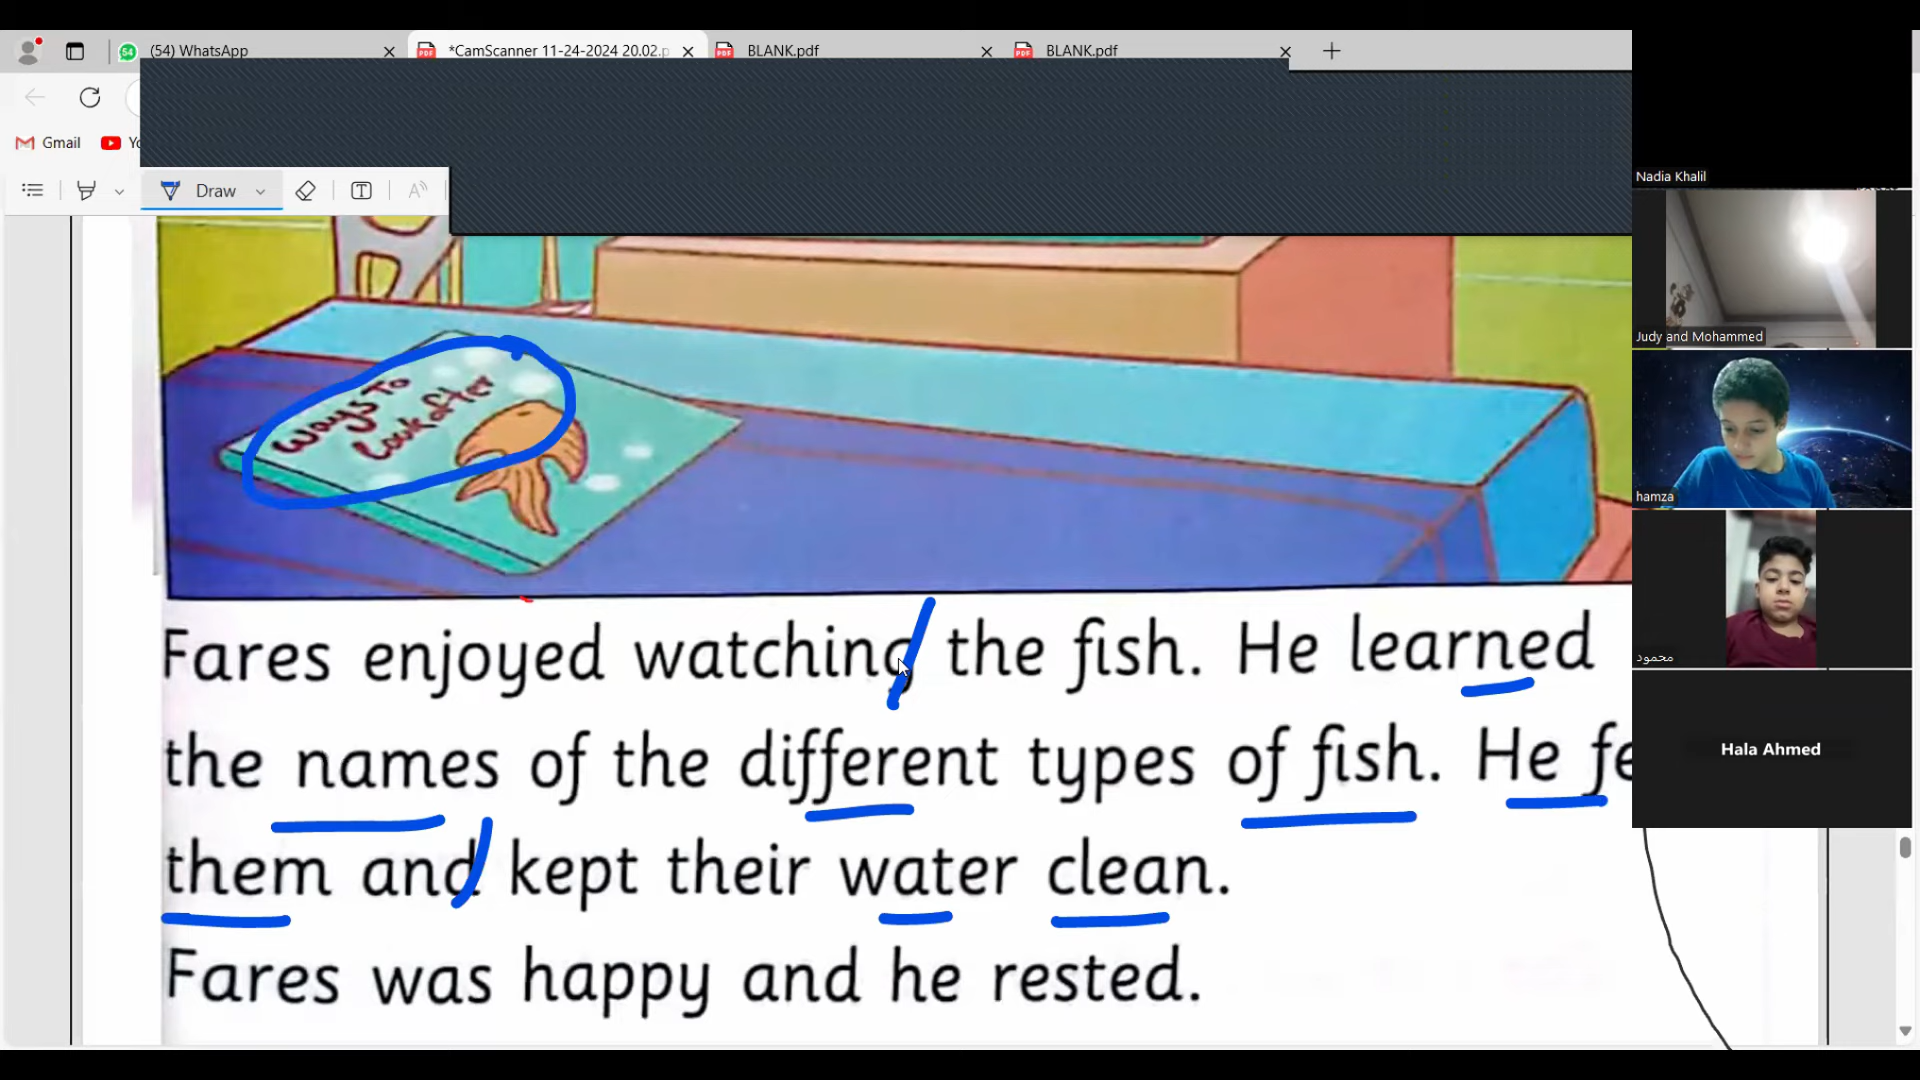 (54) WhatsApp
*CamScanner 11-24-2024 20.02.p
BLANK.pdf
BLANK.pdf
Gmail
Draw
Ways To
Look after
Fares enjoyed watching the fish. He learned
the names of the different types of fish. He fe
them and kept their water clean.
Fares was happy and he rested.
Nadia Khalil
Judy and Mohammed
hamza
محمود
Hala Ahmed